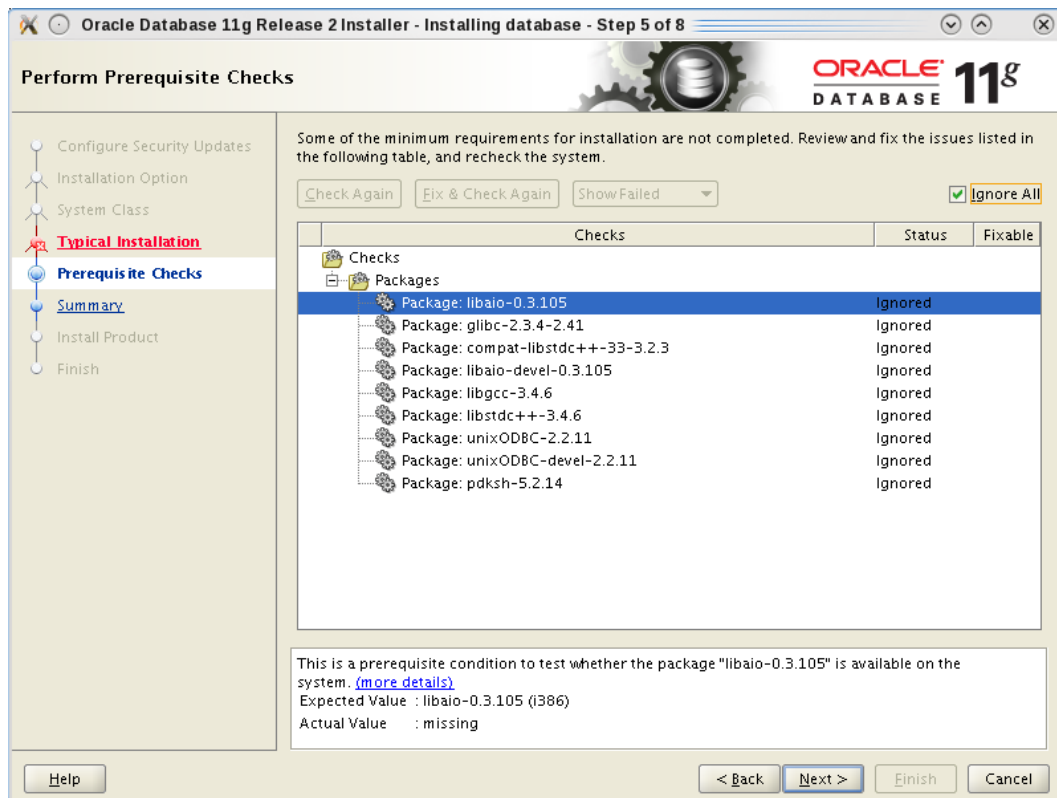 Oracle Database 11g Release 2 Installer - Installing database - Step 5 of 8
Perform Prerequisite Checks
ORACLE
DATABASE 11g
Configure Security Updates
Installation Option
System Class
Typical Installation
Prerequisite Checks
Summary
Install Product
Finish
Some of the minimum requirements for installation are not completed. Review and fix the issues listed in
the following table, and recheck the system.
Check Again Fix & Check Again Show Failed Ignore All
Checks Status Fixable
Checks
Packages
Package: libaio-0.3.105 Ignored
Package: glibc-2.3.4-2.41 Ignored
Package: compat-libstdc++-33-3.2.3 Ignored
Package: libaio-devel-0.3.105 Ignored
Package: libgcc-3.4.6 Ignored
Package: libstdc++-3.4.6 Ignored
Package: unixODBC-2.2.11 Ignored
Package: unixODBC-devel-2.2.11 Ignored
Package: pdksh-5.2.14 Ignored
This is a prerequisite condition to test whether the package "libaio-0.3.105" is available on the
system. (more details)
Expected Value : libaio-0.3.105 (i386)
Actual Value : missing
Help < Back Next > Finish Cancel